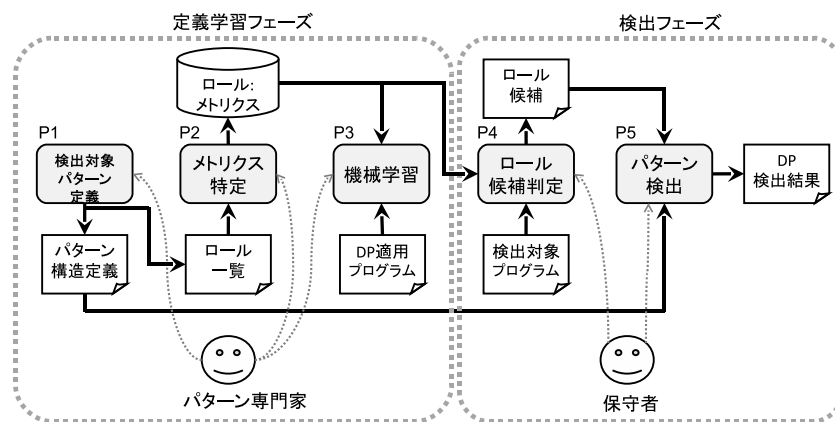 定義学習フェーズ
検出フェーズ
ロール:
メトリクス
ロール
候補
P1
P2
P3
P4
P5
検出対象
パターン
定義
メトリクス
特定
機械学習
ロール
候補判定
パターン
検出
DP
検出結果
パターン
構造定義
ロール
一覧
DP適用
プログラム
検出対象
プログラム
パターン専門家
保守者